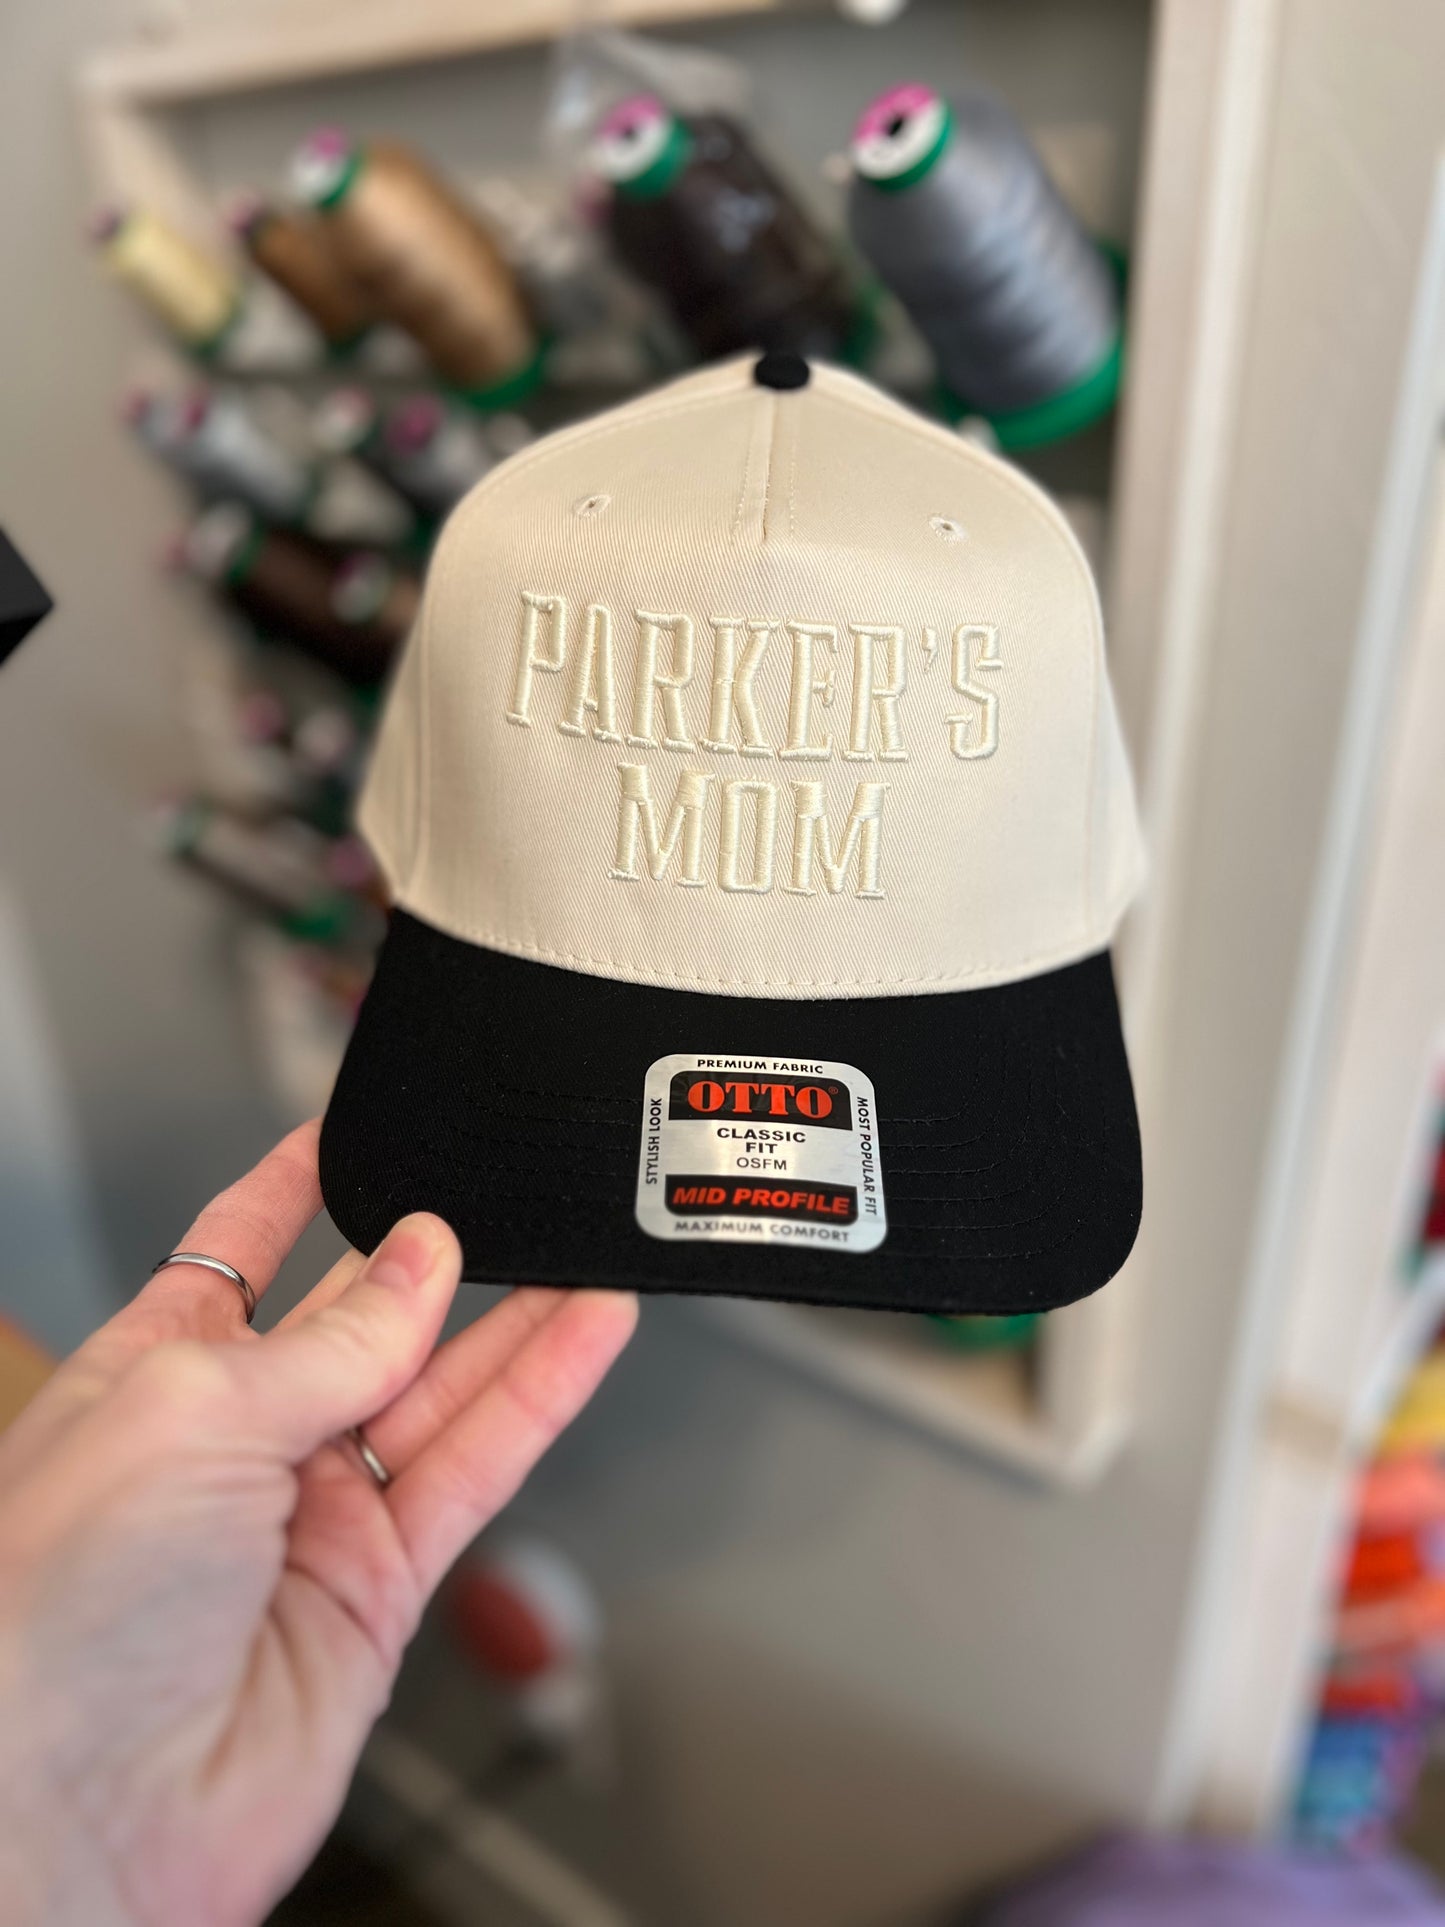 PARKER'S
MOM
PREMIUM FABRIC
STYLISH LOOK
OTTO®
CLASSIC
FIT
OSFM
MOST POPULAR FIT
MID PROFILE
MAXIMUM COMFORT